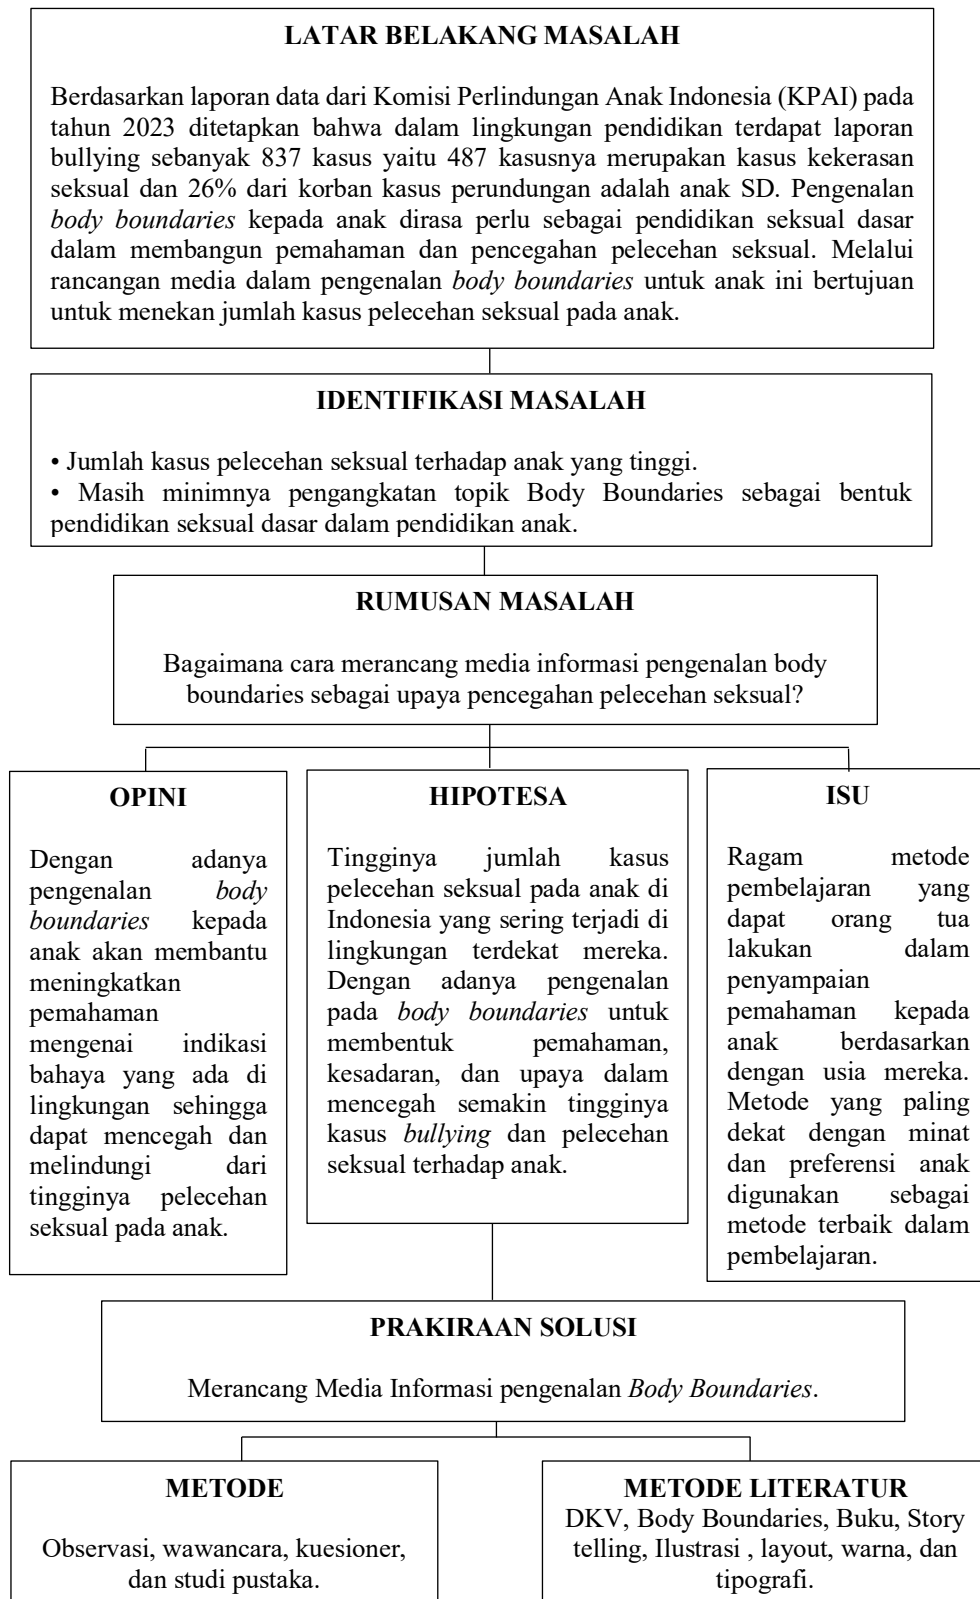 LATAR BELAKANG MASALAH
Berdasarkan laporan data dari Komisi Perlindungan Anak Indonesia (KPAI) pada
tahun 2023 ditetapkan bahwa dalam lingkungan pendidikan terdapat laporan
bullying sebanyak 837 kasus yaitu 487 kasusnya merupakan kasus kekerasan
seksual dan 26% dari korban kasus perundungan adalah anak SD. Pengenalan
body boundaries kepada anak dirasa perlu sebagai pendidikan seksual dasar
dalam membangun pemahaman dan pencegahan pelecehan seksual. Melalui
rancangan media dalam pengenalan body boundaries untuk anak ini bertujuan
untuk menekan jumlah kasus pelecehan seksual pada anak.
IDENTIFIKASI MASALAH
• Jumlah kasus pelecehan seksual terhadap anak yang tinggi.
• Masih minimnya pengangkatan topik Body Boundaries sebagai bentuk
pendidikan seksual dasar dalam pendidikan anak.
RUMUSAN MASALAH
Bagaimana cara merancang media informasi pengenalan body
boundaries sebagai upaya pencegahan pelecehan seksual?
OPINI
Dengan adanya
pengenalan body
boundaries kepada
anak akan membantu
meningkatkan
pemahaman
mengenai indikasi
bahaya yang ada di
lingkungan sehingga
dapat mencegah dan
melindungi dari
tingginya pelecehan
seksual pada anak.
HIPOTESA
Tingginya jumlah kasus
pelecehan seksual pada anak di
Indonesia yang sering terjadi di
lingkungan terdekat mereka.
Dengan adanya pengenalan
pada body boundaries untuk
membentuk pemahaman,
kesadaran, dan upaya dalam
mencegah semakin tingginya
kasus bullying dan pelecehan
seksual terhadap anak.
ISU
Ragam metode
pembelajaran yang
dapat orang tua
lakukan dalam
penyampaian
pemahaman kepada
anak berdasarkan
dengan usia mereka.
Metode yang paling
dekat dengan minat
dan preferensi anak
digunakan sebagai
metode terbaik dalam
pembelajaran.
PRAKIRAAN SOLUSI
Merancang Media Informasi pengenalan Body Boundaries.
METODE
Observasi, wawancara, kuesioner,
dan studi pustaka.
METODE LITERATUR
DKV, Body Boundaries, Buku, Story
telling, Ilustrasi , layout, warna, dan
tipografi.